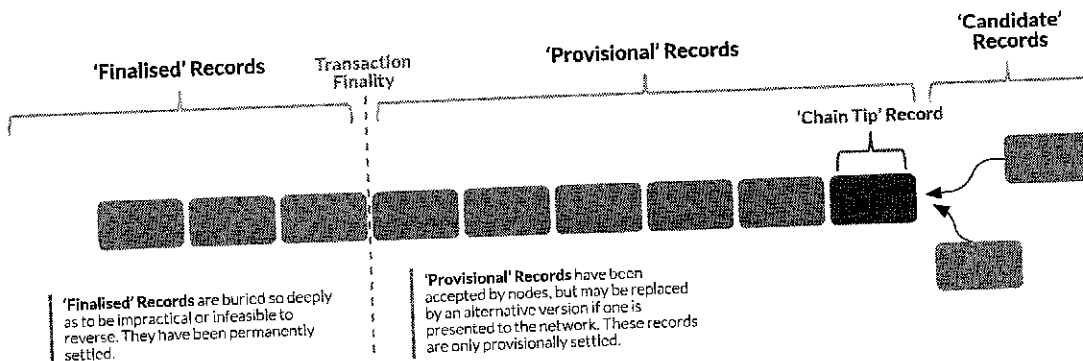 'Finalised' Records
Transaction
Finality
'Provisional' Records
'Candidate'
Records
'Chain Tip' Record
'Finalised' Records are buried so deeply
as to be impractical or infeasible to
reverse. They have been permanently
settled.
'Provisional' Records have been
accepted by nodes, but may be replaced
by an alternative version if one is
presented to the network. These records
are only provisionally settled.